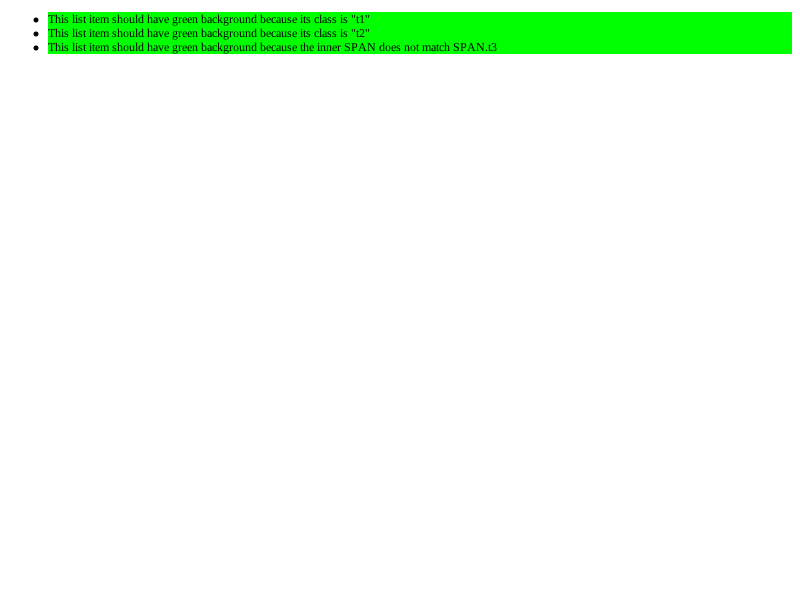 This list item should have green background because its class is "t1"
This list item should have green background because its class is "t2"
This list item should have green background because the inner SPAN does not match SPAN.t3